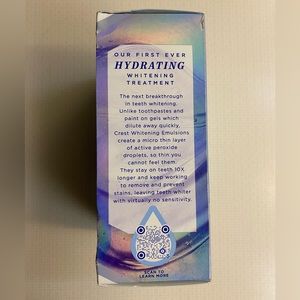 OUR FIRST EVER
HYDRATING
WHITENING
TREATMENT
The next breakthrough
in teeth whitening.
Unlike toothpastes and
paint on gels which
dilute away quickly,
Crest Whitening Emulsions
create a micro thin layer
of active peroxide
droplets, so thin you
cannot feel them.
They stay on teeth 10X
longer and keep working
to remove and prevent
stains, leaving teeth whiter
with virtually no sensitivity.
SCAN TO
LEARN MORE